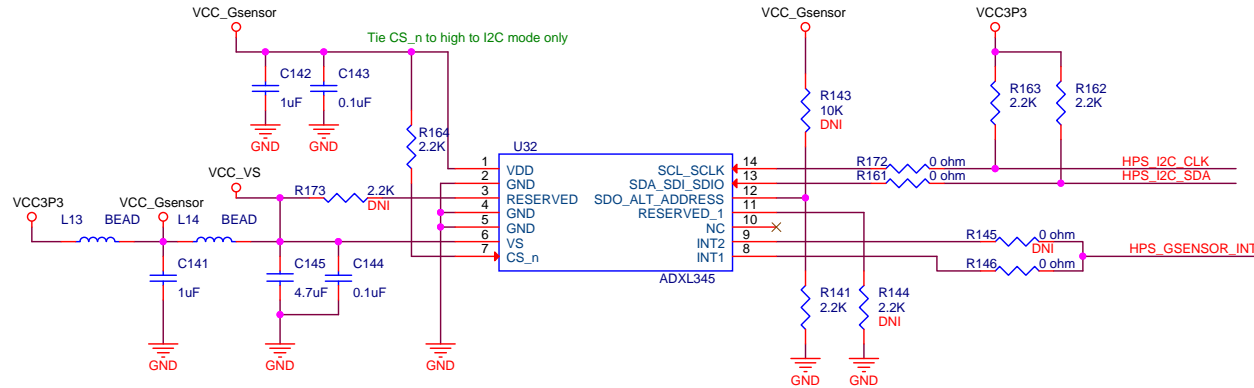 VCC_Gsensor
VCC_Gsensor
VCC3P3
Tie CS_n to high to I2C mode only
C142
1uF
C143
0.1uF
R143
10K
DNI
R163
2.2K
R162
2.2K
GND
GND
R164
2.2K
U32
1
VDD
SCL_SCLK
14
R172
0 ohm
HPS_I2C_CLK
2
GND
SDA_SDI_SDIO
13
R161
0 ohm
HPS_I2C_SDA
VCC_VS
R173
2.2K
DNI
3
RESERVED
SDO_ALT_ADDRESS
12
4
GND
RESERVED_1
11
5
GND
NC
10
6
VS
INT2
9
7
CS_n
INT1
8
ADXL345
VCC3P3
L13
BEAD
VCC_Gsensor
L14
BEAD
R145
0 ohm
DNI
HPS_GSENSOR_INT
R146
0 ohm
C141
1uF
C145
4.7uF
C144
0.1uF
R141
2.2K
R144
2.2K
DNI
GND
GND
GND
GND
GND